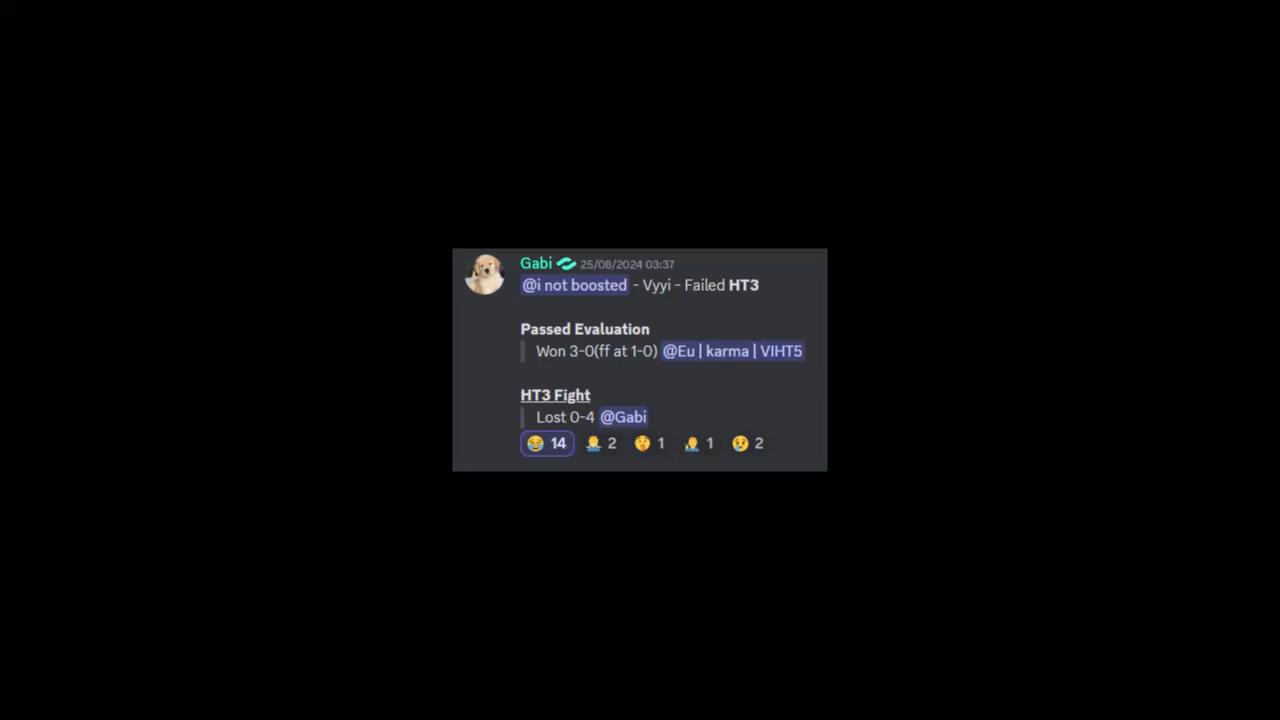 Gabi 25/08/2024 03:37
@i not boosted - Vyyi - Failed HT3
Passed Evaluation
Won 3-0(ff at 1-0) @Eu | karma | VIHT5
HT3 Fight
Lost 0-4 @Gabi
14 2 1 1 2